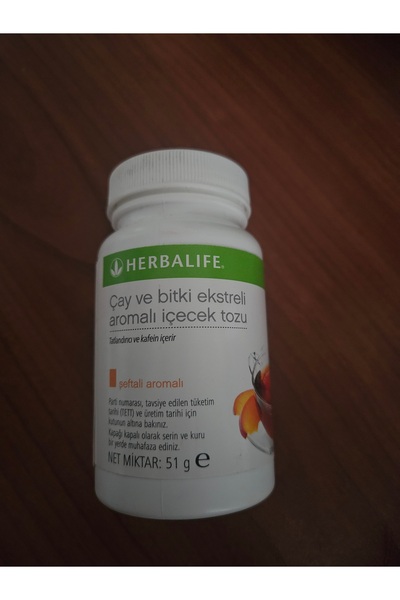 HERBALIFE®
Çay ve bitki ekstreli
aromalı içecek tozu
Tatlandırıcı ve kafein içerir
şeftali aromalı
Parti numarası, tavsiye edilen tüketim
tarihi (TETT) ve üretim tarihi için
kutunun altına bakınız.
Kapağı kapalı olarak serin ve kuru
bir yerde muhafaza ediniz.
NET MİKTAR: 51 g ℮